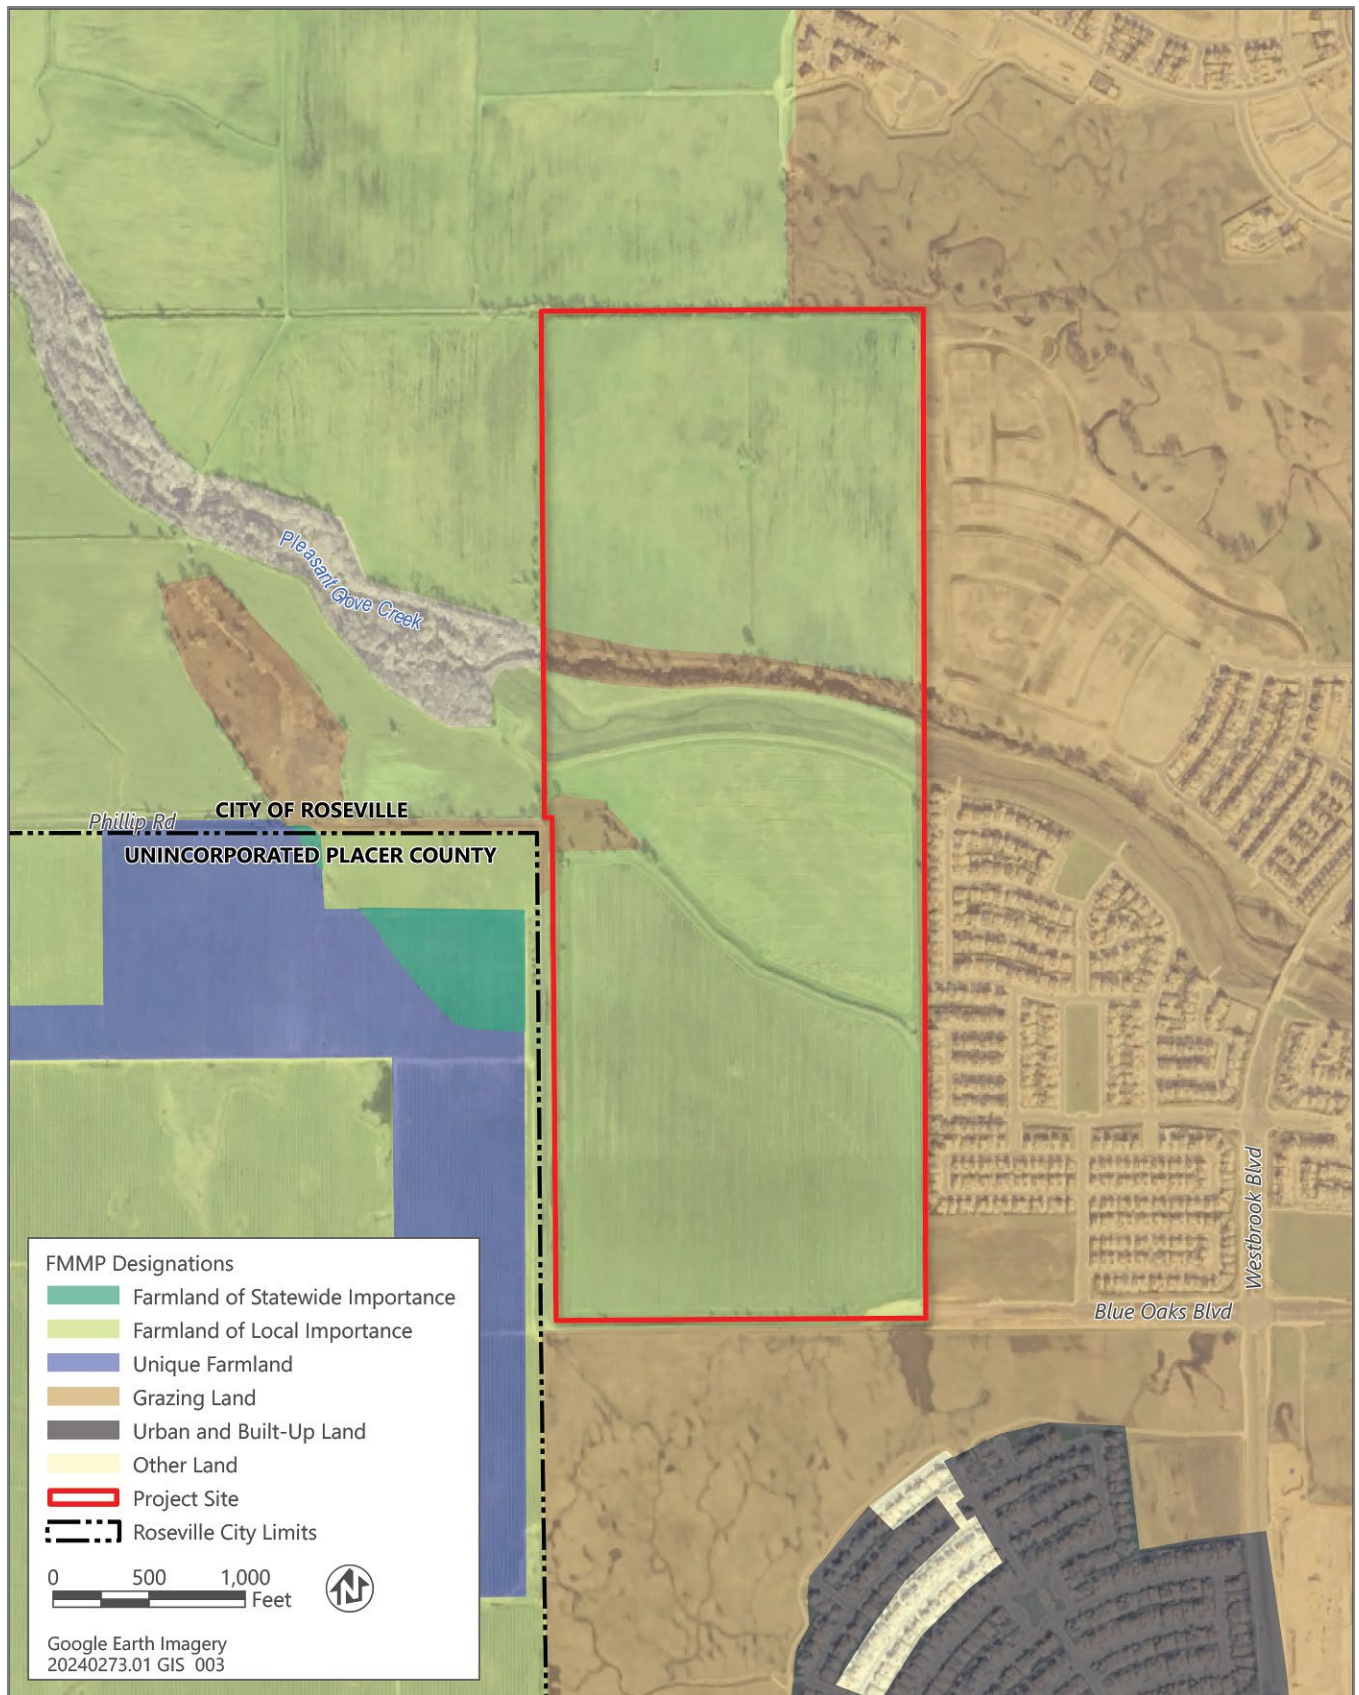 Pleasant Grove Creek
CITY OF ROSEVILLE
Phillip Rd
UNINCORPORATED PLACER COUNTY
Westbrook Blvd
Blue Oaks Blvd
FMMP Designations
Farmland of Statewide Importance
Farmland of Local Importance
Unique Farmland
Grazing Land
Urban and Built-Up Land
Other Land
Project Site
Roseville City Limits
0 500 1,000
Feet
N
Google Earth Imagery
20240273.01 GIS 003